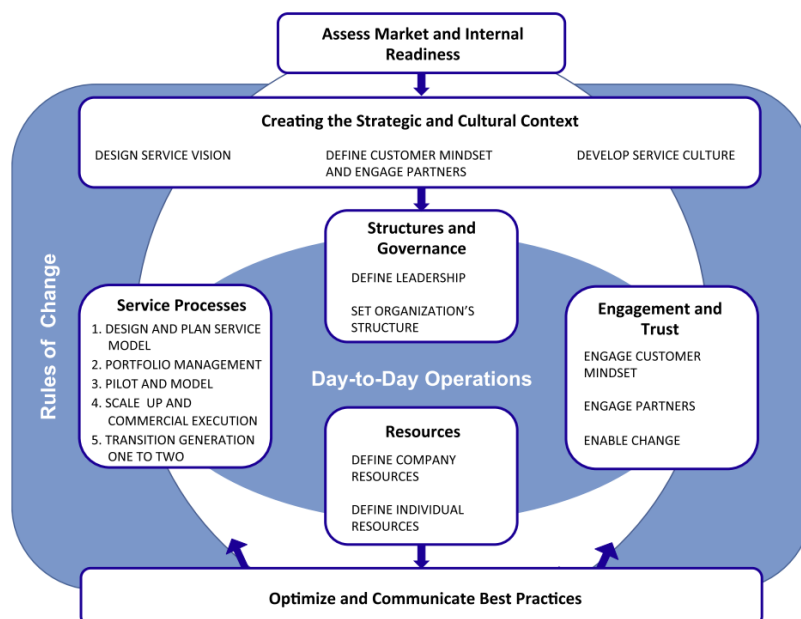 Assess Market and Internal
Readiness
Creating the Strategic and Cultural Context
DESIGN SERVICE VISION
DEFINE CUSTOMER MINDSET
AND ENGAGE PARTNERS
DEVELOP SERVICE CULTURE
Structures and
Governance
DEFINE LEADERSHIP
SET ORGANIZATION'S
STRUCTURE
Rules of Change
Service Processes
1. DESIGN AND PLAN SERVICE
MODEL
2. PORTFOLIO MANAGEMENT
3. PILOT AND MODEL
4. SCALE UP AND
COMMERCIAL EXECUTION
5. TRANSITION GENERATION
ONE TO TWO
Day-to-Day Operations
Engagement and
Trust
ENGAGE CUSTOMER
MINDSET
ENGAGE PARTNERS
ENABLE CHANGE
Resources
DEFINE COMPANY
RESOURCES
DEFINE INDIVIDUAL
RESOURCES
Optimize and Communicate Best Practices